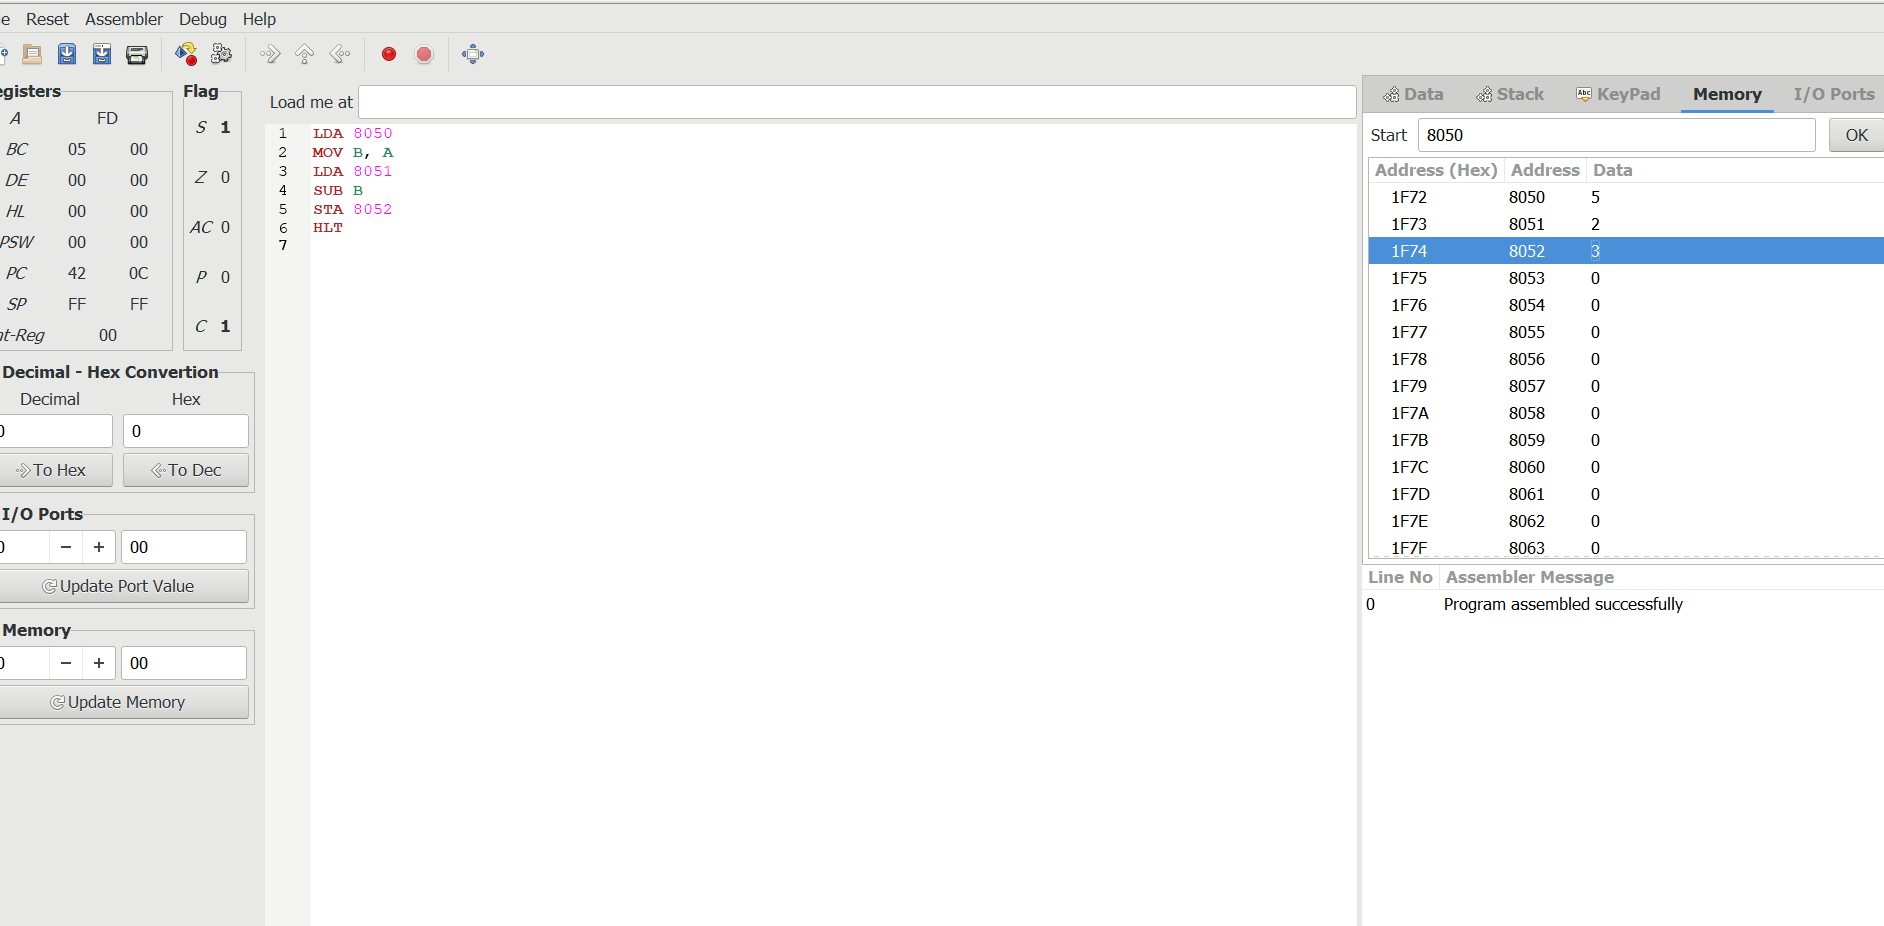 le Reset Assembler Debug Help
Load me at
egisters
A FD
BC 05 00
DE 00 00
HL 00 00
PSW 00 00
PC 42 0C
SP FF FF
nt-Reg 00
Flag
S 1
Z 0
AC 0
P 0
C 1
Decimal - Hex Convertion
Decimal Hex
0 0
To Hex To Dec
I/O Ports
0 − + 00
Update Port Value
Memory
0 − + 00
Update Memory
1 LDA 8050
2 MOV B, A
3 LDA 8051
4 SUB B
5 STA 8052
6 HLT
7
Data Stack Abc KeyPad Memory I/O Ports
Start 8050 OK
Address (Hex) Address Data
1F72 8050 5
1F73 8051 2
1F74 8052 3
1F75 8053 0
1F76 8054 0
1F77 8055 0
1F78 8056 0
1F79 8057 0
1F7A 8058 0
1F7B 8059 0
1F7C 8060 0
1F7D 8061 0
1F7E 8062 0
1F7F 8063 0
Line No Assembler Message
0 Program assembled successfully